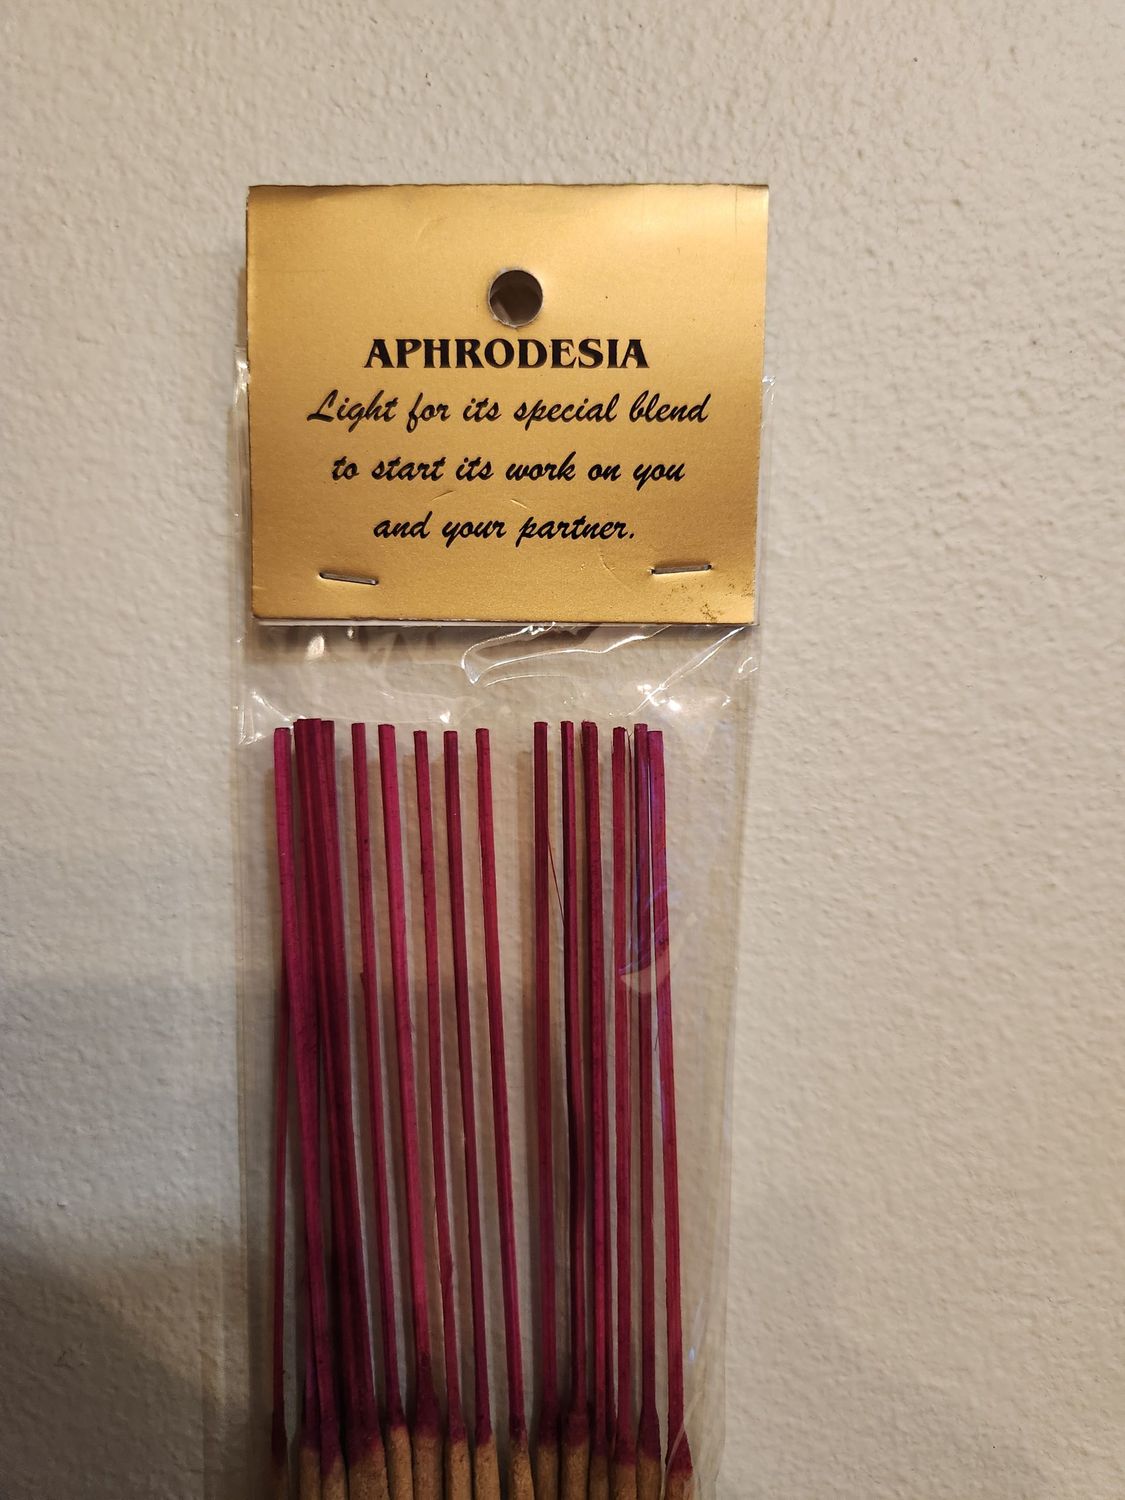 APHRODESIA
Light for its special blend
to start its work on you
and your partner.